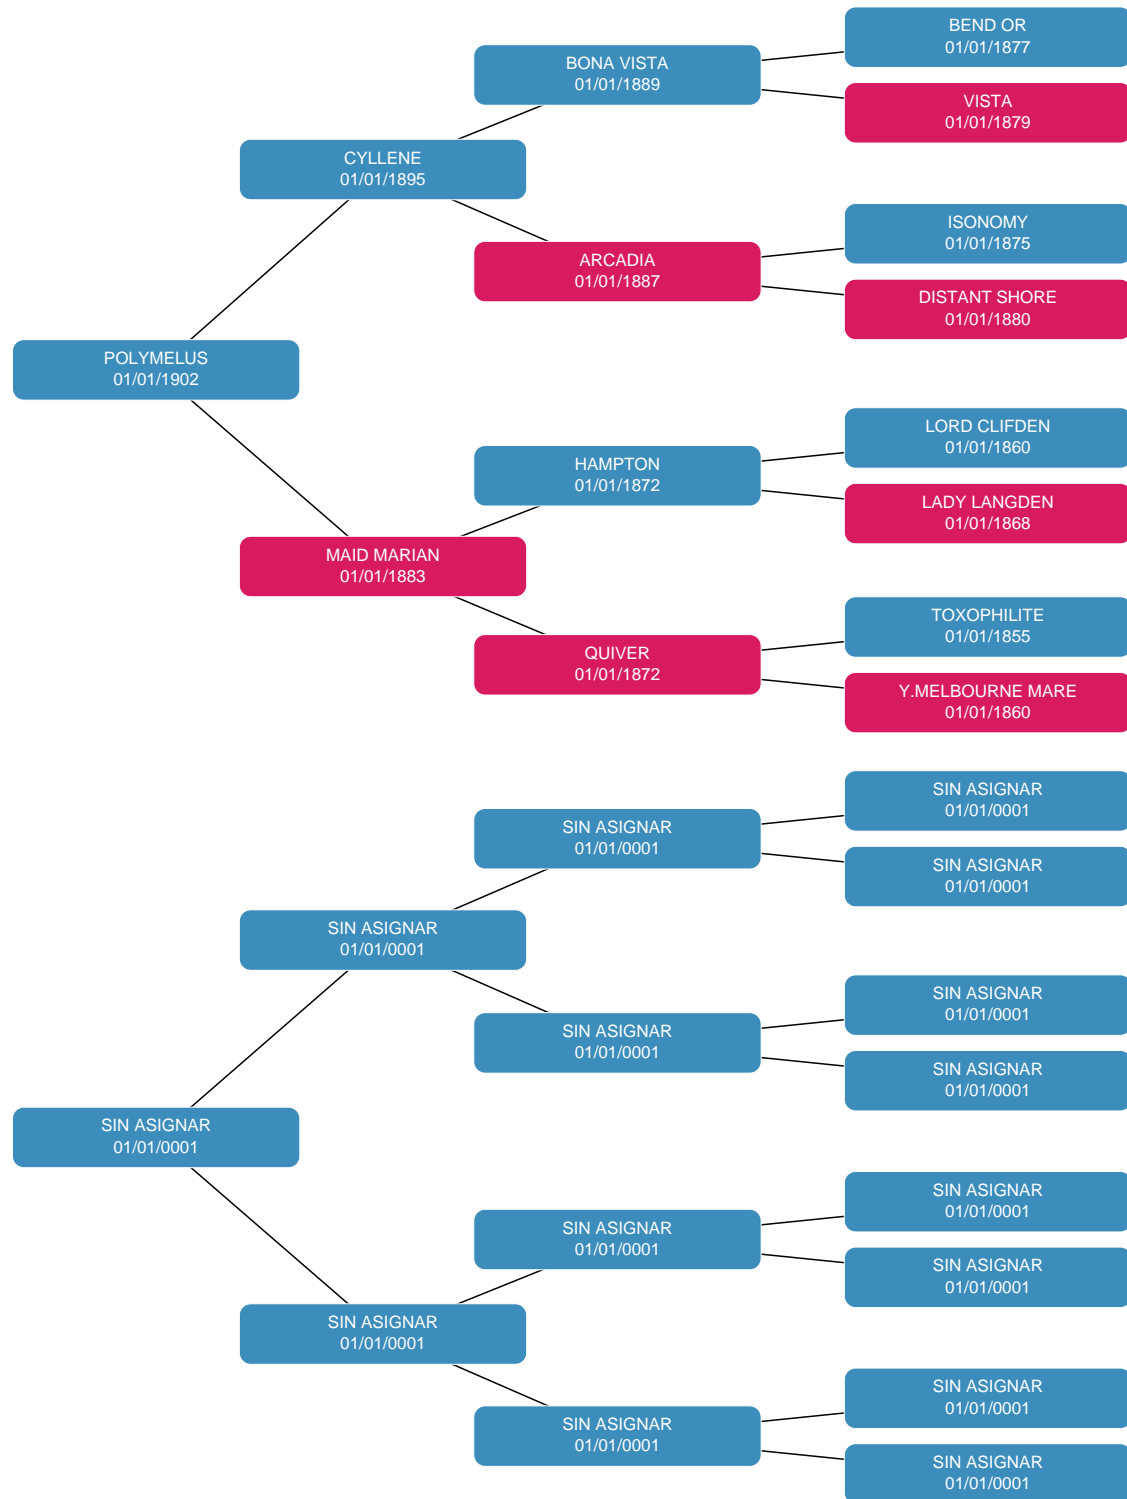 BEND OR
01/01/1877
BONA VISTA
01/01/1889
VISTA
01/01/1879
CYLLENE
01/01/1895
ISONOMY
01/01/1875
ARCADIA
01/01/1887
DISTANT SHORE
01/01/1880
POLYMELUS
01/01/1902
LORD CLIFDEN
01/01/1860
HAMPTON
01/01/1872
LADY LANGDEN
01/01/1868
MAID MARIAN
01/01/1883
TOXOPHILITE
01/01/1855
QUIVER
01/01/1872
Y.MELBOURNE MARE
01/01/1860
SIN ASIGNAR
01/01/0001
SIN ASIGNAR
01/01/0001
SIN ASIGNAR
01/01/0001
SIN ASIGNAR
01/01/0001
SIN ASIGNAR
01/01/0001
SIN ASIGNAR
01/01/0001
SIN ASIGNAR
01/01/0001
SIN ASIGNAR
01/01/0001
SIN ASIGNAR
01/01/0001
SIN ASIGNAR
01/01/0001
SIN ASIGNAR
01/01/0001
SIN ASIGNAR
01/01/0001
SIN ASIGNAR
01/01/0001
SIN ASIGNAR
01/01/0001
SIN ASIGNAR
01/01/0001